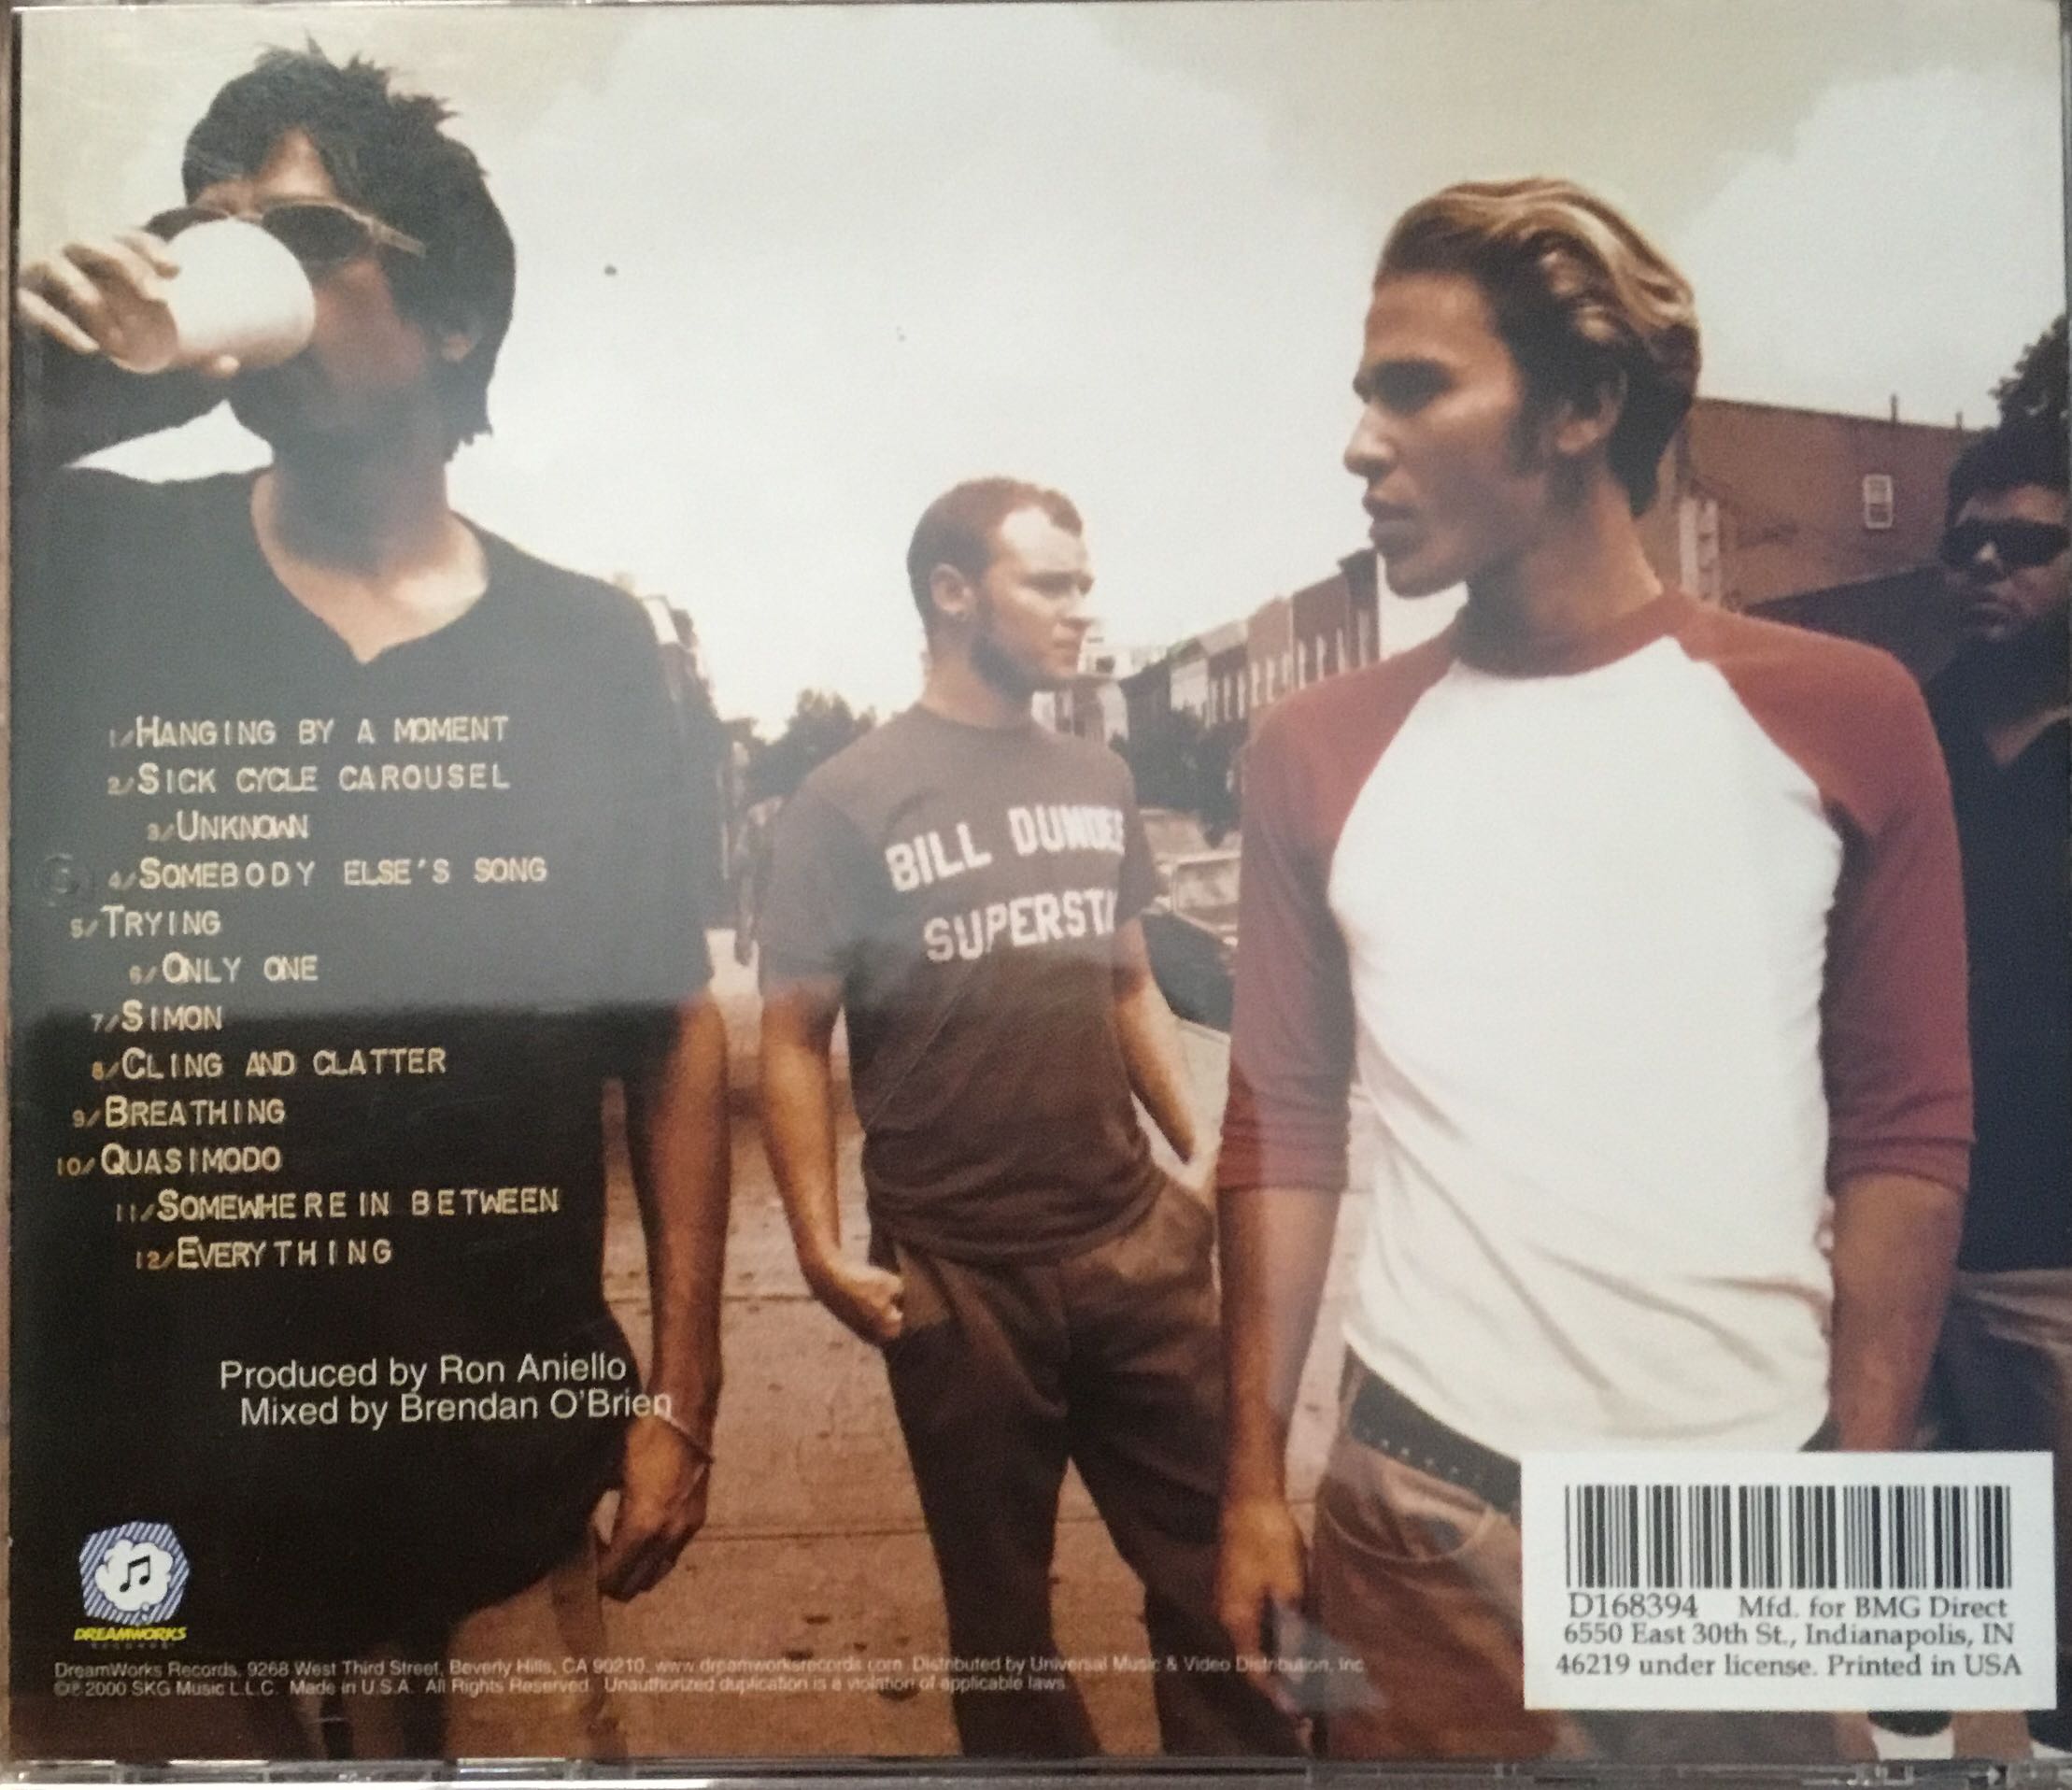 1/HANGING BY A MOMENT
2/SICK CYCLE CAROUSEL
3/UNKNOWN
4/SOMEBODY ELSE'S SONG
5/TRYING
6/ONLY ONE
7/SIMON
8/CLING AND CLATTER
9/BREATHING
10/QUASIMODO
11/SOMEWHERE IN BETWEEN
12/EVERYTHING
Produced by Ron Aniello
Mixed by Brendan O'Brien
BILL DUNDEE
SUPERSTA
DREAMWORKS
RECORDS
DreamWorks Records, 9268 West Third Street, Beverly Hills, CA 90210. www.dreamworksrecords.com. Distributed by Universal Music & Video Distribution, Inc.
©℗ 2000 SKG Music L.L.C. Made in U.S.A. All Rights Reserved. Unauthorized duplication is a violation of applicable laws.
D168394 Mfd. for BMG Direct
6550 East 30th St., Indianapolis, IN
46219 under license. Printed in USA